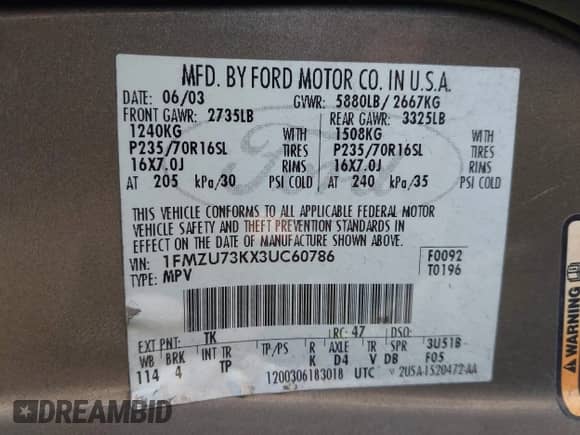 MFD. BY FORD MOTOR CO. IN U.S.A.
DATE: 06/03 GVWR: 5880LB/ 2667KG
FRONT GAWR: 2735LB REAR GAWR: 3325LB
1240KG WITH 1508KG WITH
P235/70R16SL TIRES P235/70R16SL TIRES
16X7.0J RIMS 16X7.0J RIMS
AT 205 kPa/30 PSI COLD AT 240 kPa/35 PSI COLD
THIS VEHICLE CONFORMS TO ALL APPLICABLE FEDERAL MOTOR
VEHICLE SAFETY AND THEFT PREVENTION STANDARDS IN
EFFECT ON THE DATE OF MANUFACTURE SHOWN ABOVE.
VIN: 1FMZU73KX3UC60786 F0092
TYPE: MPV T0196
EXT PNT: TK RC: 47 DSO:
WB BRK INT TR TP/PS R AXLE TR SPR 3U51B
114 4 TP K D4 V DB F05
1200306183018 UTC 2U5A-1520472-AA
Ford
DREAMBID